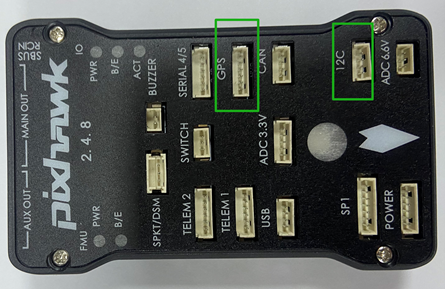 SBUS
RCIN
IO
PWR
B/E
ACT
BUZZER
SERIAL 4/5
GPS
CAN
I2C
ADC 6.6V
MAIN OUT
AUX OUT
pixhawk
2.4.8
SWITCH
ADC 3.3V
FMU
PWR
B/E
SPKT/DSM
TELEM 2
TELEM 1
USB
SP1
POWER